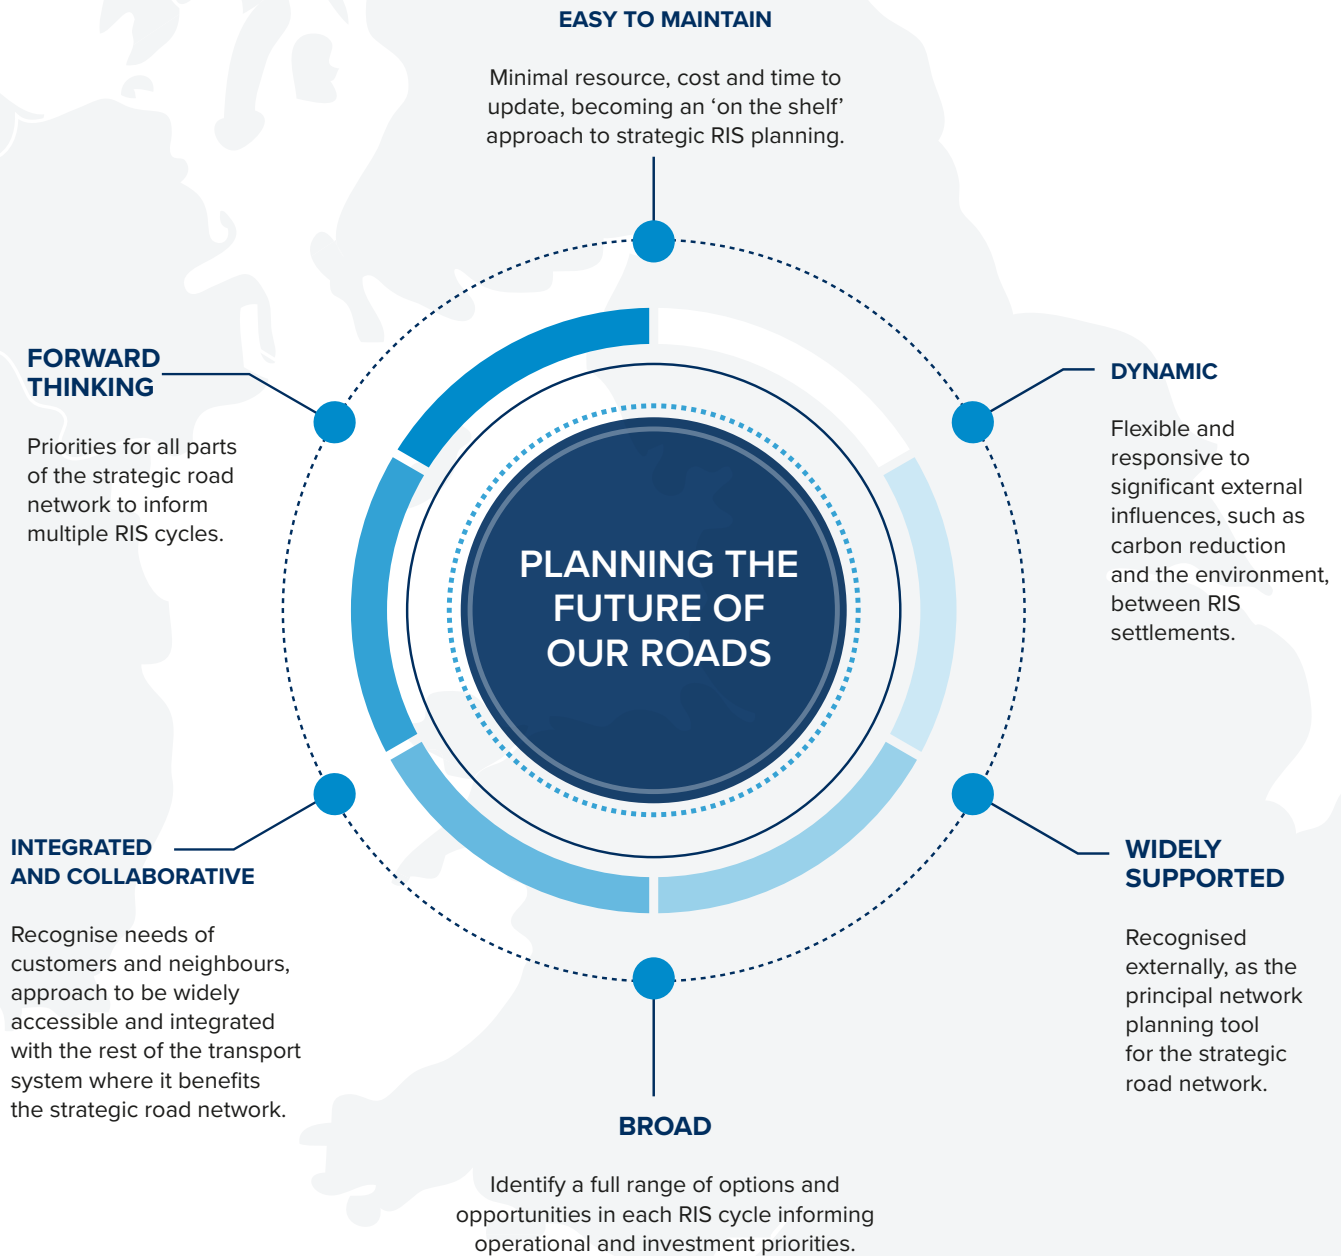 EASY TO MAINTAIN
Minimal resource, cost and time to
update, becoming an ‘on the shelf’
approach to strategic RIS planning.
FORWARD
THINKING
Priorities for all parts
of the strategic road
network to inform
multiple RIS cycles.
DYNAMIC
Flexible and
responsive to
significant external
influences, such as
carbon reduction
and the environment,
between RIS
settlements.
PLANNING THE
FUTURE OF
OUR ROADS
INTEGRATED
AND COLLABORATIVE
Recognise needs of
customers and neighbours,
approach to be widely
accessible and integrated
with the rest of the transport
system where it benefits
the strategic road network.
WIDELY
SUPPORTED
Recognised
externally, as the
principal network
planning tool
for the strategic
road network.
BROAD
Identify a full range of options and
opportunities in each RIS cycle informing
operational and investment priorities.